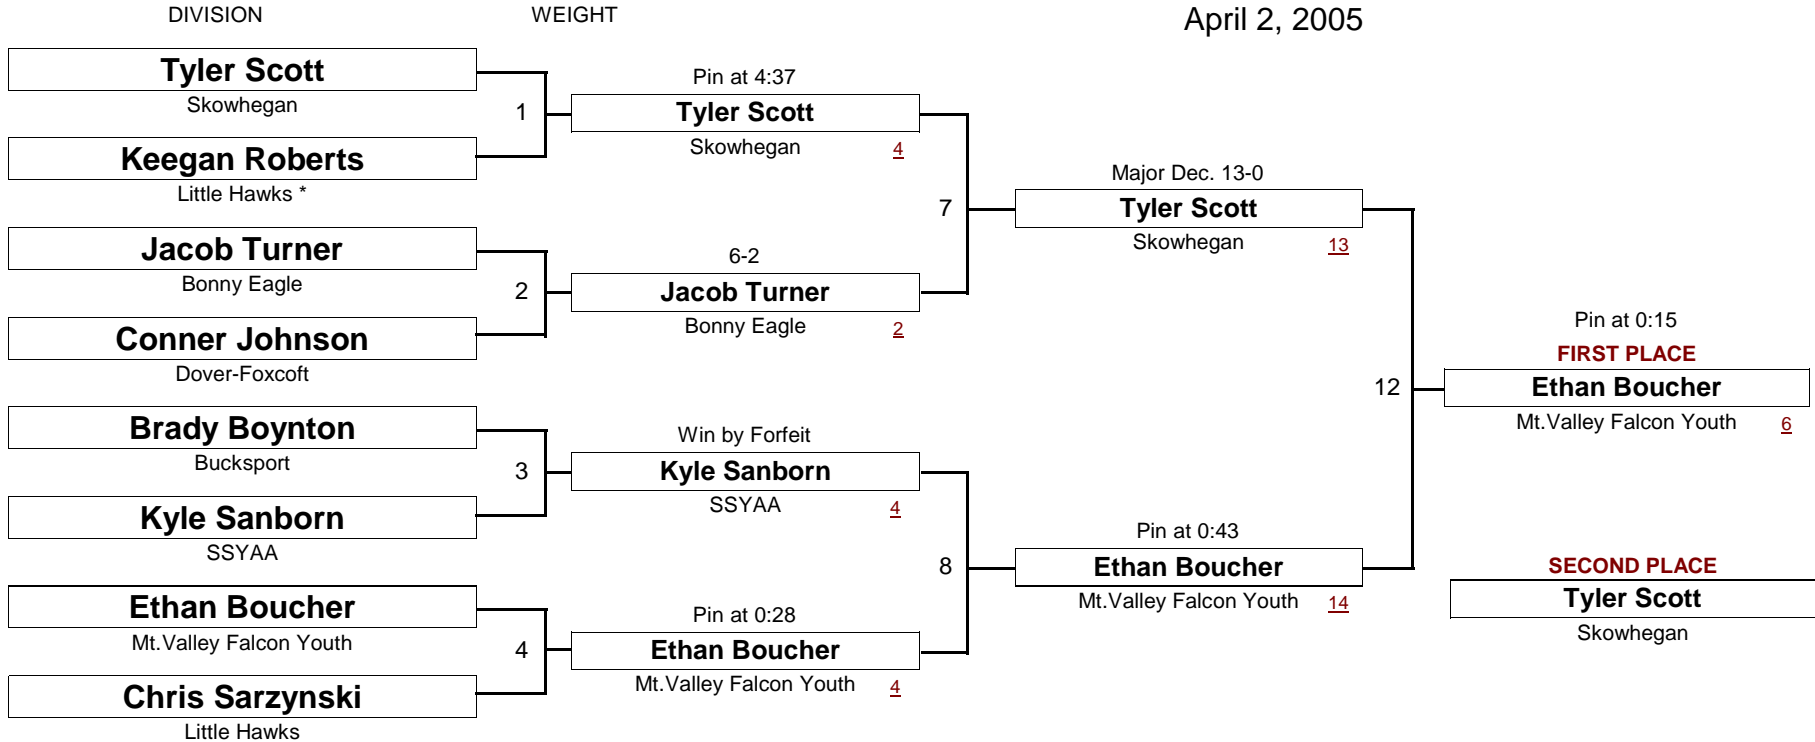 DIVISION
WEIGHT
April 2, 2005
Tyler Scott
Skowhegan
1
Keegan Roberts
Little Hawks *
Jacob Turner
Bonny Eagle
2
Conner Johnson
Dover-Foxcoft
Brady Boynton
Bucksport
3
Kyle Sanborn
SSYAA
Ethan Boucher
Mt.Valley Falcon Youth
4
Chris Sarzynski
Little Hawks
Pin at 4:37
Tyler Scott
Skowhegan 4
7
6-2
Jacob Turner
Bonny Eagle 2
Win by Forfeit
Kyle Sanborn
SSYAA 4
8
Pin at 0:28
Ethan Boucher
Mt.Valley Falcon Youth 4
Major Dec. 13-0
Tyler Scott
Skowhegan 13
12
Pin at 0:43
Ethan Boucher
Mt.Valley Falcon Youth 14
Pin at 0:15
FIRST PLACE
Ethan Boucher
Mt.Valley Falcon Youth 6
SECOND PLACE
Tyler Scott
Skowhegan